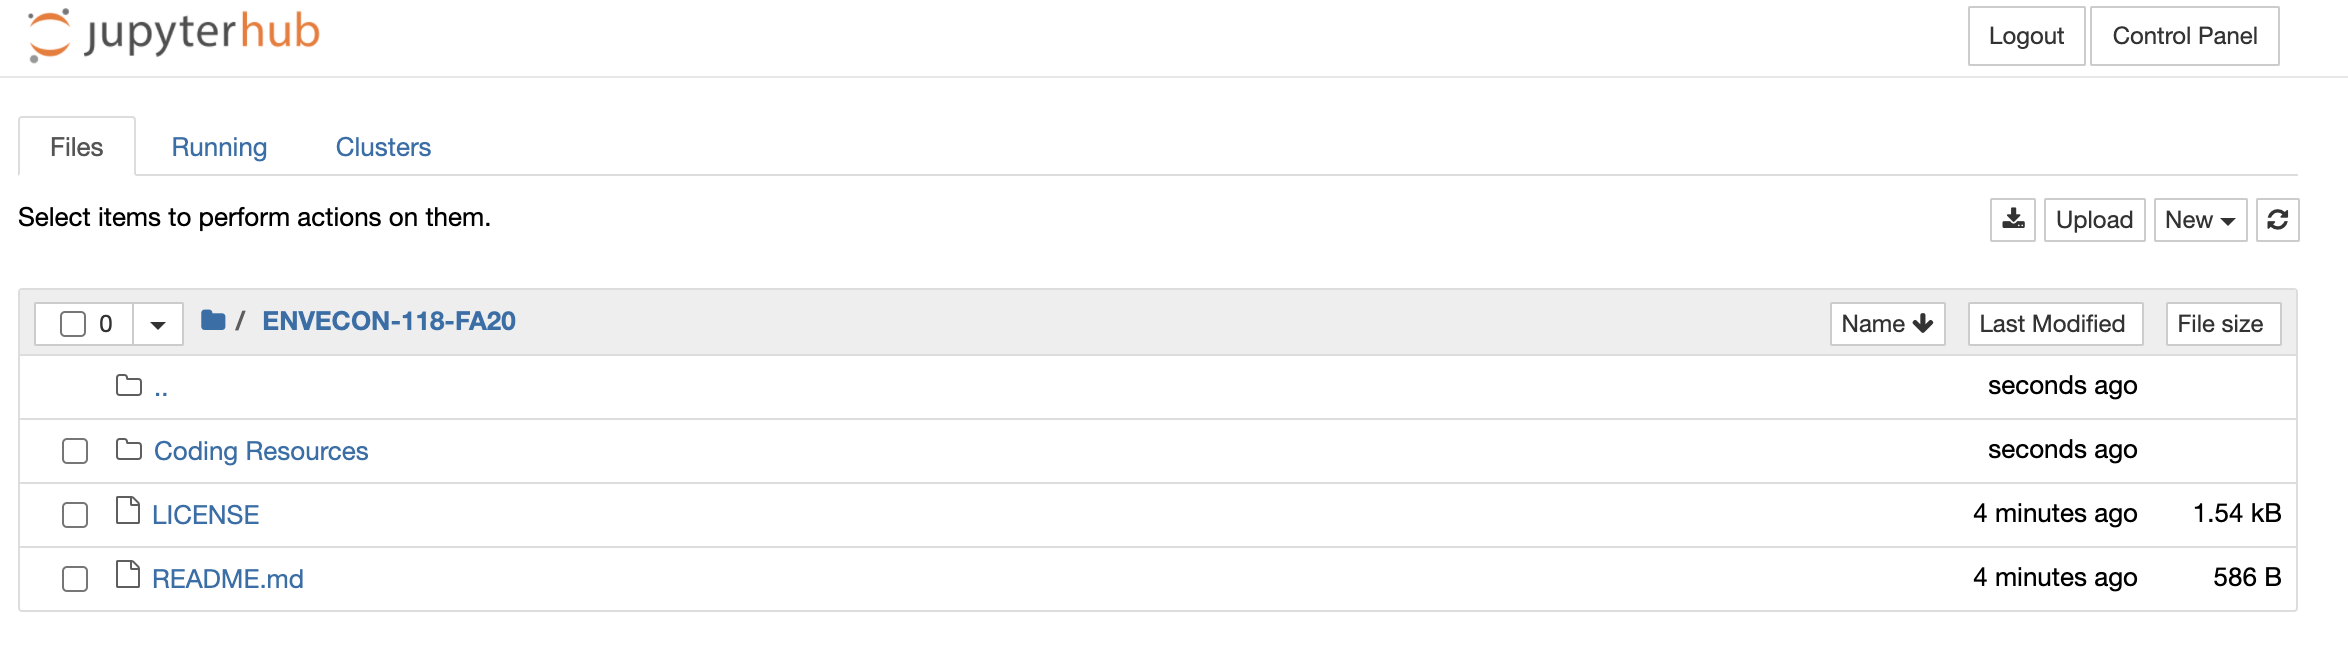 jupyterhub Logout Control Panel
Files Running Clusters
Select items to perform actions on them. Upload New
0 / ENVECON-118-FA20 Name Last Modified File size
.. seconds ago
Coding Resources seconds ago
LICENSE 4 minutes ago 1.54 kB
README.md 4 minutes ago 586 B